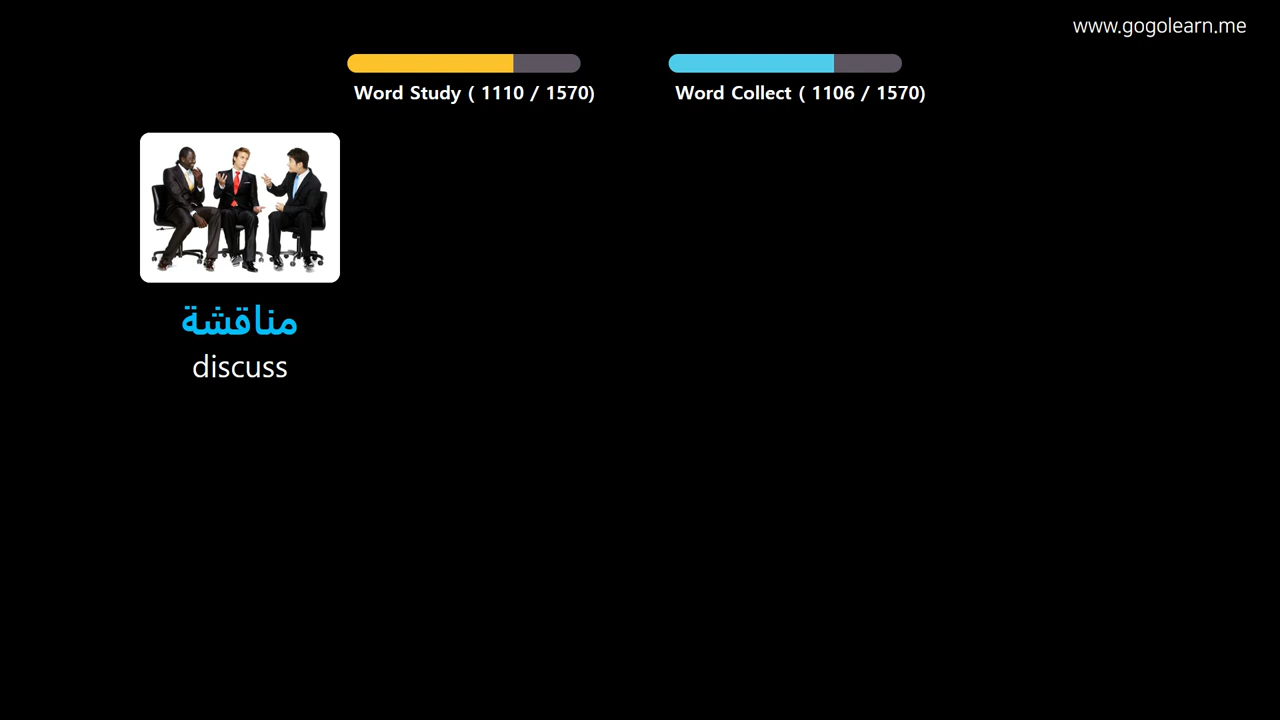 www.gogolearn.me
Word Study ( 1110 / 1570)
Word Collect ( 1106 / 1570)
مناقشة
discuss